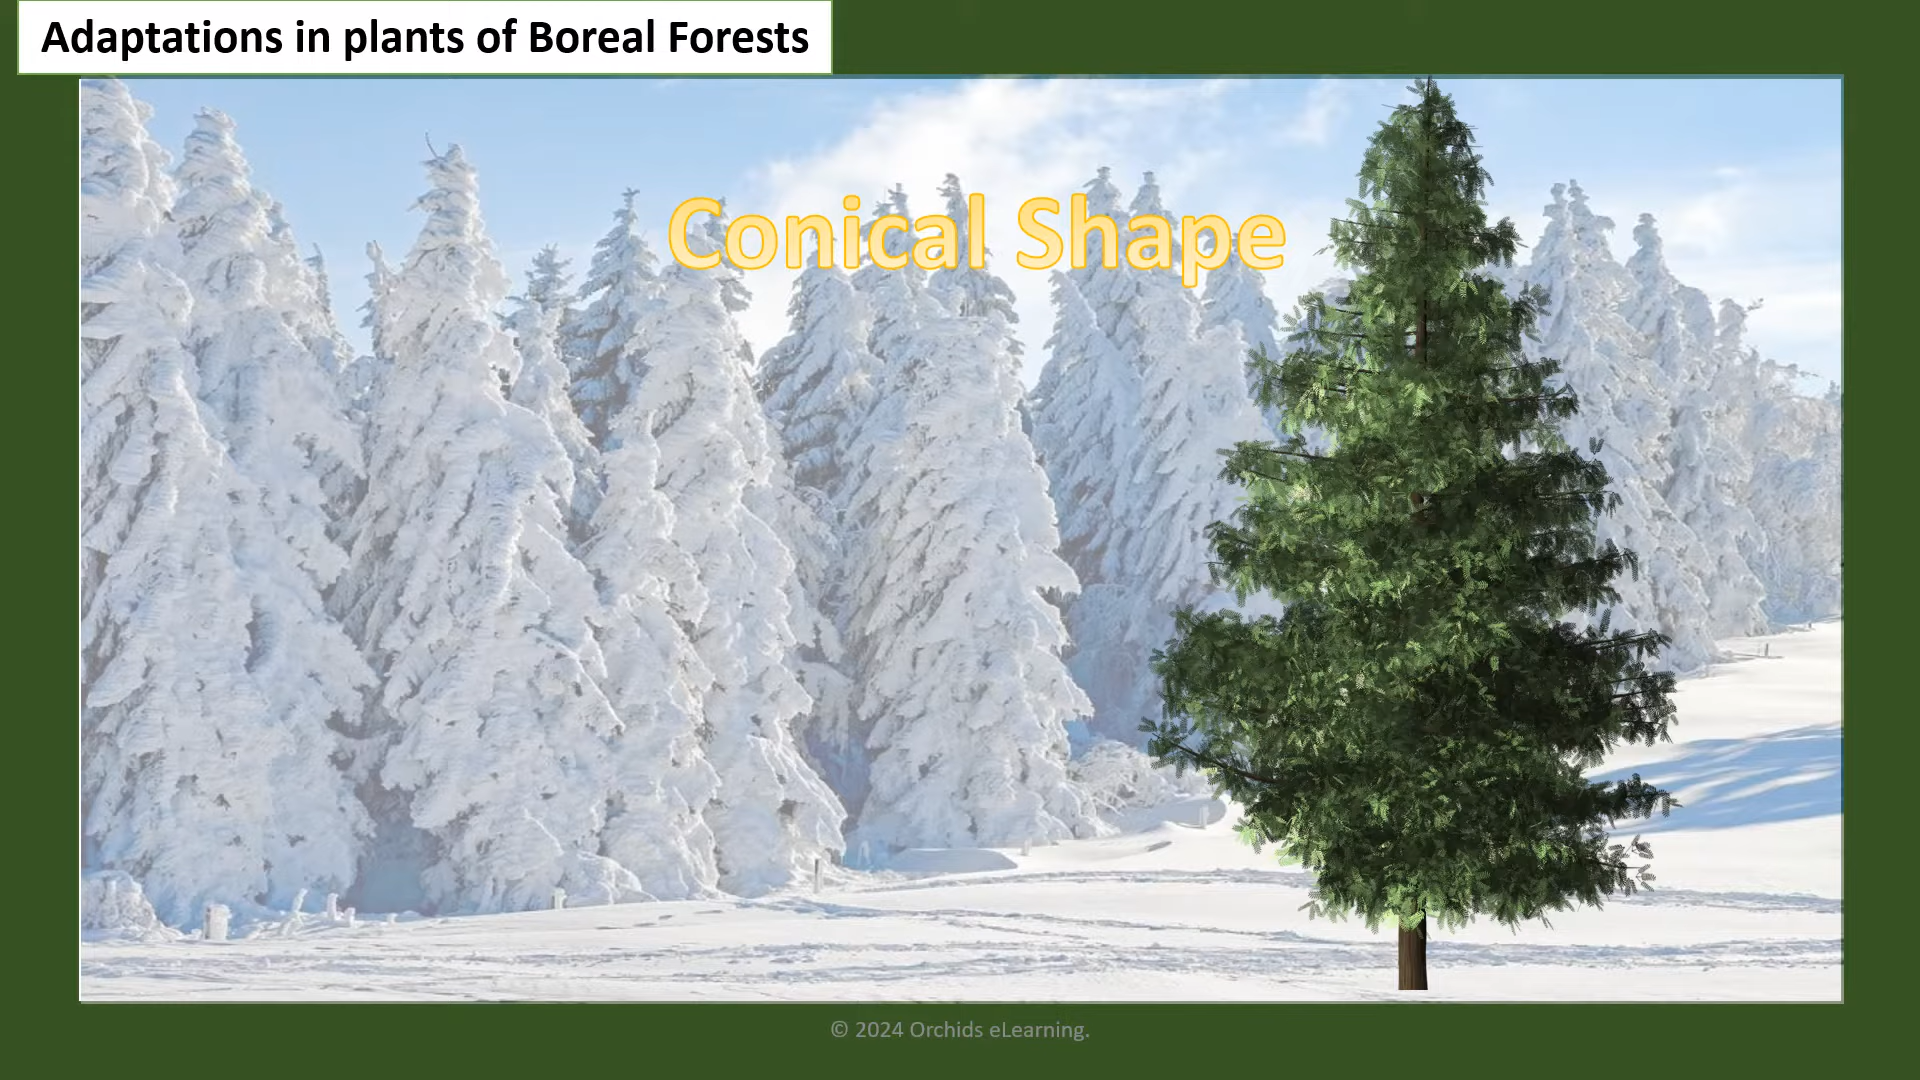 Adaptations in plants of Boreal Forests
Conical Shape
© 2024 Orchids eLearning.